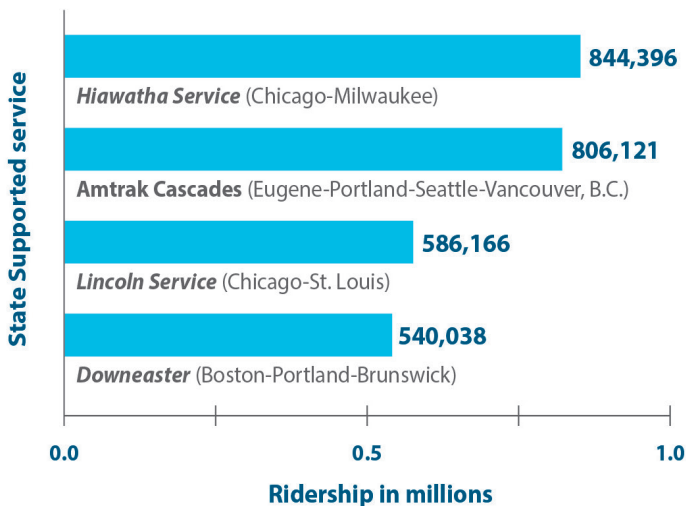 State Supported service
844,396
Hiawatha Service (Chicago-Milwaukee)
806,121
Amtrak Cascades (Eugene-Portland-Seattle-Vancouver, B.C.)
586,166
Lincoln Service (Chicago-St. Louis)
540,038
Downeaster (Boston-Portland-Brunswick)
0.0 0.5 1.0
Ridership in millions